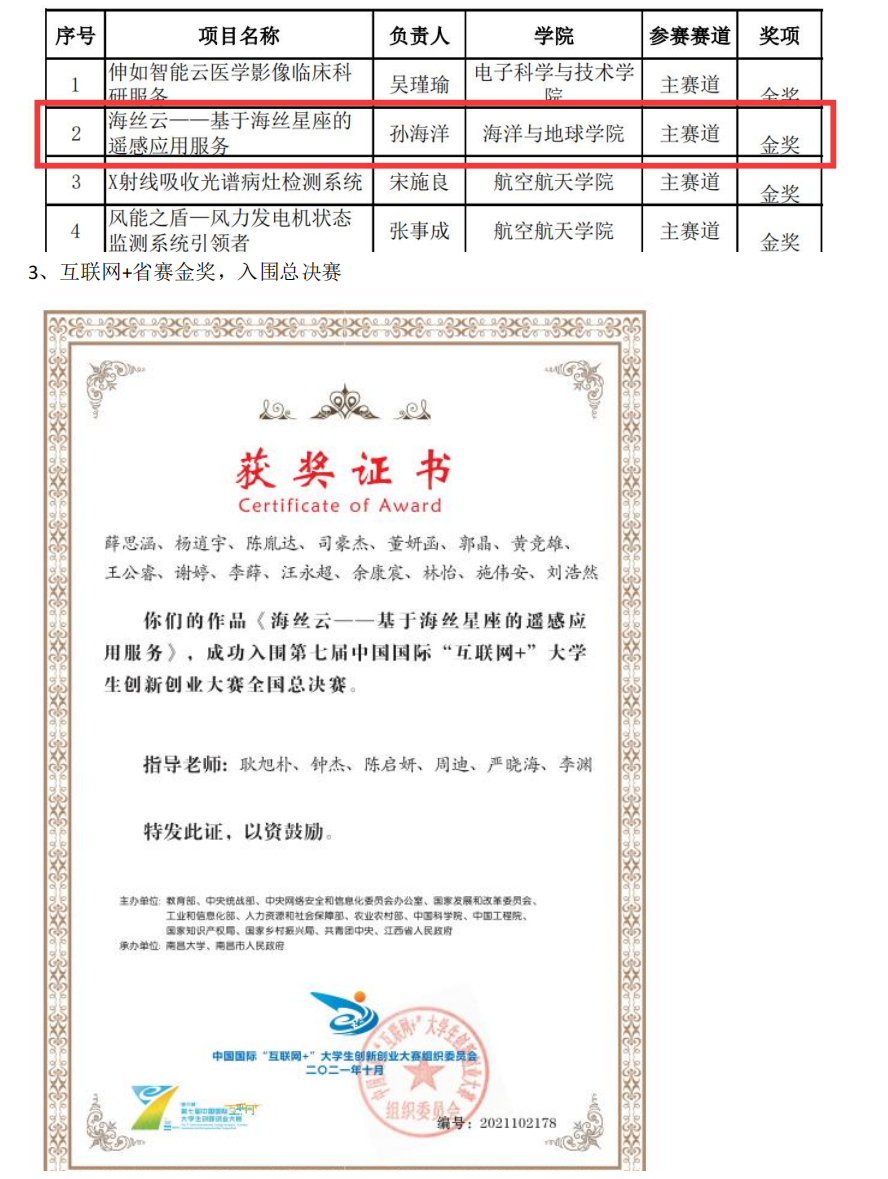 序号 项目名称 负责人 学院 参赛赛道 奖项
1 伸如智能云医学影像临床科研服务 吴瑾瑜 电子科学与技术学院 主赛道 金奖
2 海丝云——基于海丝星座的遥感应用服务 孙海洋 海洋与地球学院 主赛道 金奖
3 X射线吸收光谱病灶检测系统 宋施良 航空航天学院 主赛道 金奖
4 风能之盾—风力发电机状态监测系统引领者 张事成 航空航天学院 主赛道 金奖
3、互联网+省赛金奖，入围总决赛
获奖证书
Certificate of Award
薛思涵、杨逍宇、陈胤达、司豪杰、董妍函、郭晶、黄竞雄、
王公睿、谢婷、李薛、汪永超、余康宸、林怡、施伟安、刘浩然
你们的作品《海丝云——基于海丝星座的遥感应
用服务》，成功入围第七届中国国际“互联网+”大学
生创新创业大赛全国总决赛。
指导老师：耿旭朴、钟杰、陈启妍、周迪、严晓海、李渊
特发此证，以资鼓励。
主办单位：教育部、中央统战部、中央网络安全和信息化委员会办公室、国家发展和改革委员会、
工业和信息化部、人力资源和社会保障部、农业农村部、中国科学院、中国工程院、
国家知识产权局、国家乡村振兴局、共青团中央、江西省人民政府
承办单位：南昌大学、南昌市人民政府
中国国际“互联网+”大学生创新创业大赛组织委员会
二〇二一年十月
组织委员会
第七届中国国际互联网+
大学生创新创业大赛
编号：2021102178